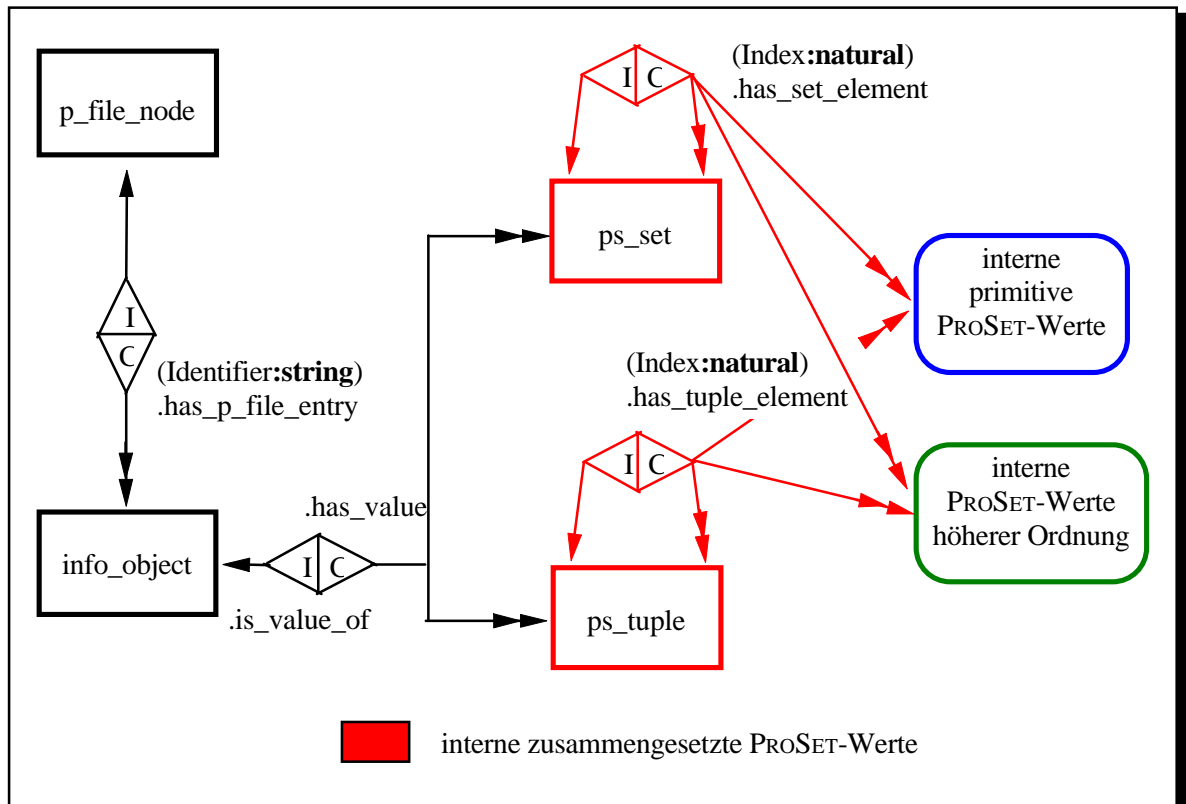 p_file_node
I
C
(Identifier:string)
.has_p_file_entry
info_object
.has_value
I C
.is_value_of
I C
(Index:natural)
.has_set_element
ps_set
(Index:natural)
.has_tuple_element
I C
ps_tuple
interne
primitive
PROSET-Werte
interne
PROSET-Werte
höherer Ordnung
interne zusammengesetzte PROSET-Werte